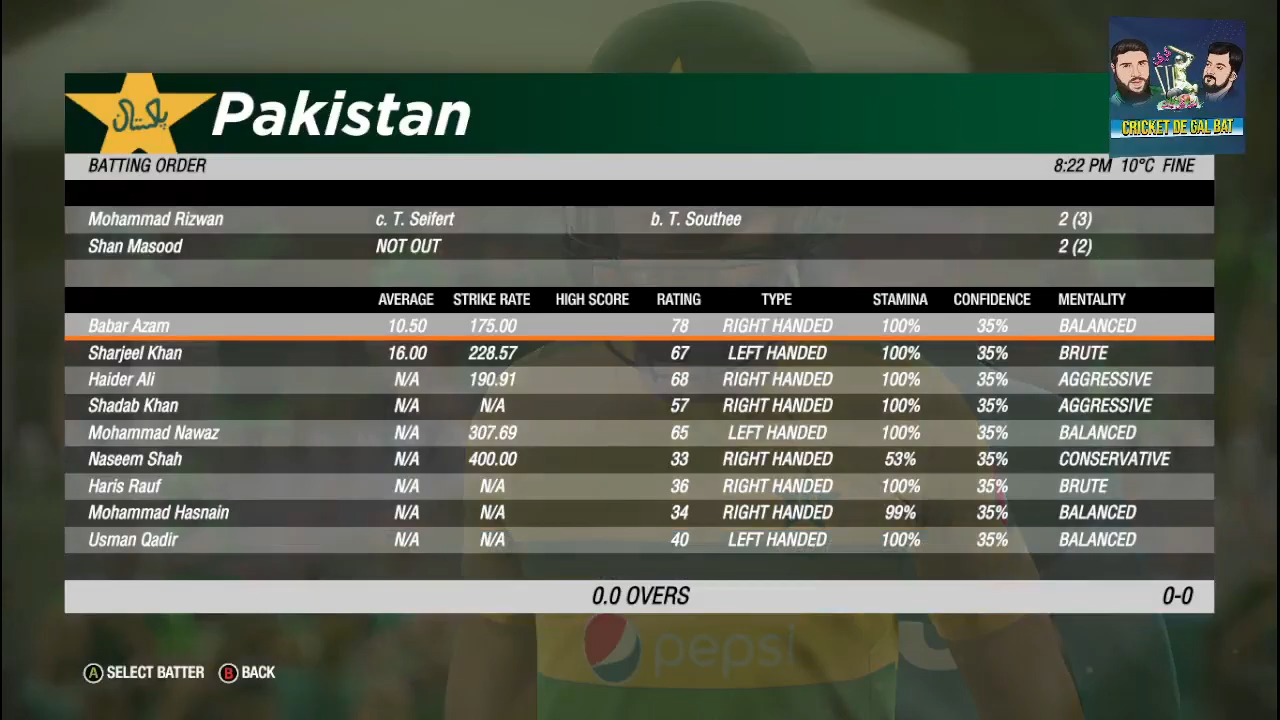 پاکستان
Pakistan
CRICKET DE GAL BAT
BATTING ORDER 8:22 PM 10°C FINE
Mohammad Rizwan c. T. Seifert b. T. Southee 2 (3)
Shan Masood NOT OUT 2 (2)
AVERAGE STRIKE RATE HIGH SCORE RATING TYPE STAMINA CONFIDENCE MENTALITY
Babar Azam 10.50 175.00 78 RIGHT HANDED 100% 35% BALANCED
Sharjeel Khan 16.00 228.57 67 LEFT HANDED 100% 35% BRUTE
Haider Ali N/A 190.91 68 RIGHT HANDED 100% 35% AGGRESSIVE
Shadab Khan N/A N/A 57 RIGHT HANDED 100% 35% AGGRESSIVE
Mohammad Nawaz N/A 307.69 65 LEFT HANDED 100% 35% BALANCED
Naseem Shah N/A 400.00 33 RIGHT HANDED 53% 35% CONSERVATIVE
Haris Rauf N/A N/A 36 RIGHT HANDED 100% 35% BRUTE
Mohammad Hasnain N/A N/A 34 RIGHT HANDED 99% 35% BALANCED
Usman Qadir N/A N/A 40 LEFT HANDED 100% 35% BALANCED
0.0 OVERS 0-0
pepsi
A SELECT BATTER B BACK